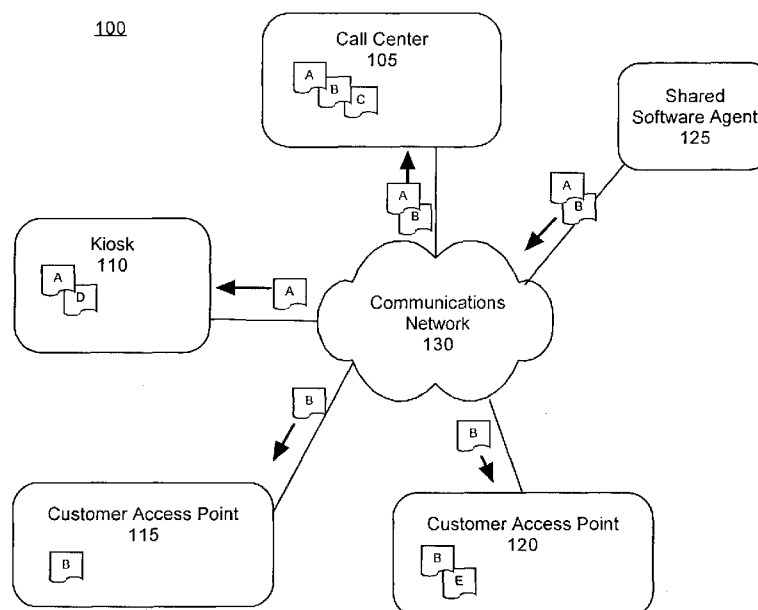 100
Call Center
105
A
B
C
Shared
Software Agent
125
A
B
A
B
Kiosk
110
A
D
A
Communications
Network
130
B
B
Customer Access Point
115
B
Customer Access Point
120
B
E